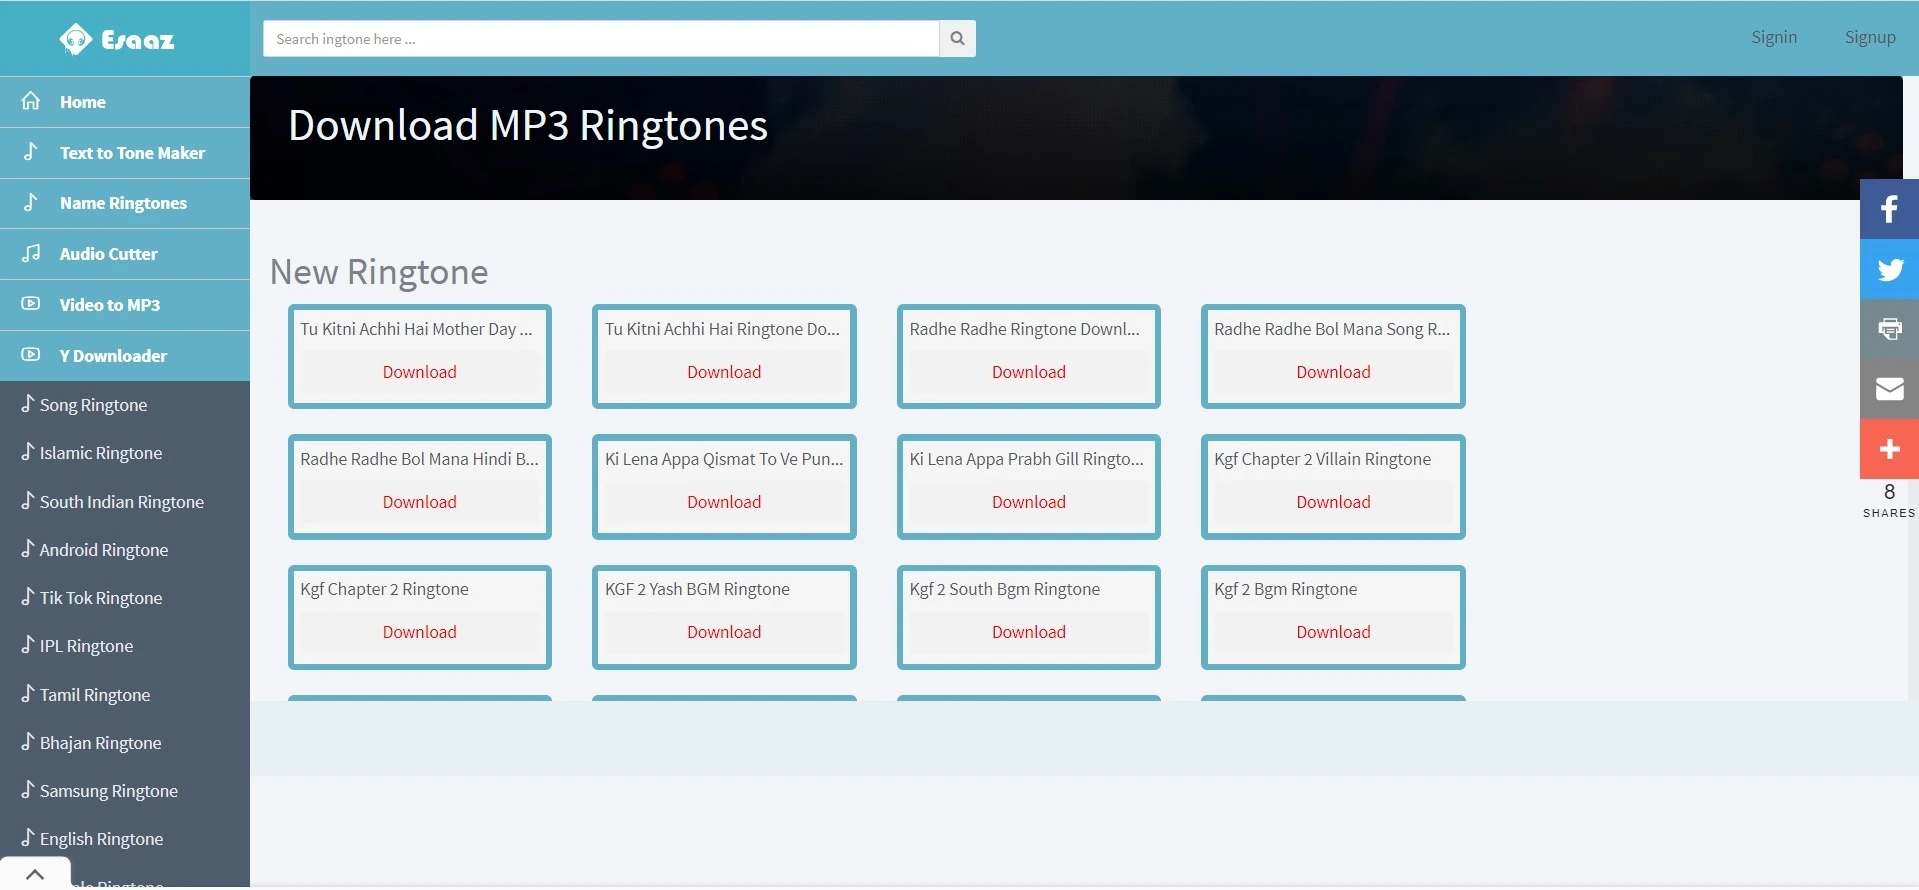 Esaaz
Search ingtone here ...
Signin
Signup
Home
Text to Tone Maker
Name Ringtones
Audio Cutter
Video to MP3
Y Downloader
Song Ringtone
Islamic Ringtone
South Indian Ringtone
Android Ringtone
Tik Tok Ringtone
IPL Ringtone
Tamil Ringtone
Bhajan Ringtone
Samsung Ringtone
English Ringtone
Download MP3 Ringtones
New Ringtone
Tu Kitni Achhi Hai Mother Day ...
Download
Tu Kitni Achhi Hai Ringtone Do...
Download
Radhe Radhe Ringtone Downl...
Download
Radhe Radhe Bol Mana Song R...
Download
Radhe Radhe Bol Mana Hindi B...
Download
Ki Lena Appa Qismat To Ve Pun...
Download
Ki Lena Appa Prabh Gill Ringto...
Download
Kgf Chapter 2 Villain Ringtone
Download
Kgf Chapter 2 Ringtone
Download
KGF 2 Yash BGM Ringtone
Download
Kgf 2 South Bgm Ringtone
Download
Kgf 2 Bgm Ringtone
Download
8
SHARES